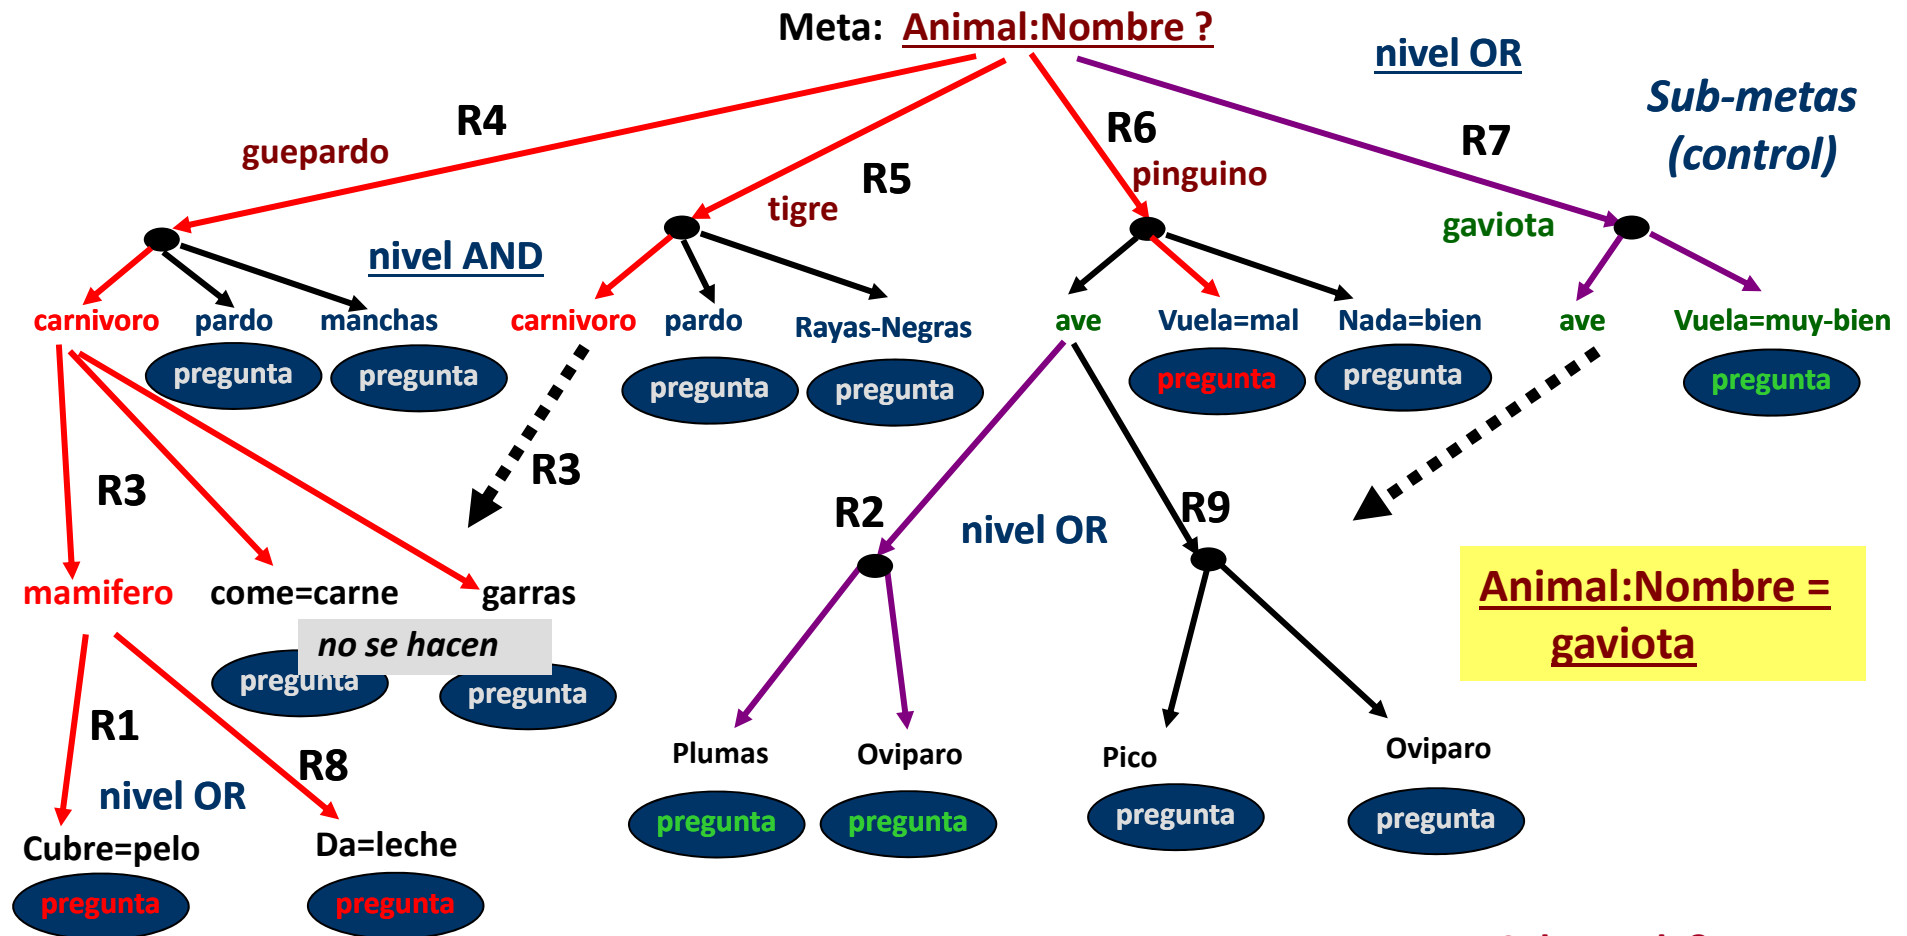 Meta: Animal:Nombre ?
nivel OR
Sub-metas
(control)
R4
R6
R7
guepardo
R5
pinguino
tigre
gaviota
nivel AND
carnivoro pardo manchas carnivoro pardo Rayas-Negras ave Vuela=mal Nada=bien ave Vuela=muy-bien
pregunta pregunta pregunta pregunta pregunta pregunta pregunta
R3
R3
R2
nivel OR
R9
mamifero come=carne garras
Animal:Nombre =
gaviota
no se hacen
pregunta pregunta
R1
R8
nivel OR
Plumas Oviparo Pico Oviparo
pregunta pregunta pregunta pregunta
Cubre=pelo Da=leche
pregunta pregunta